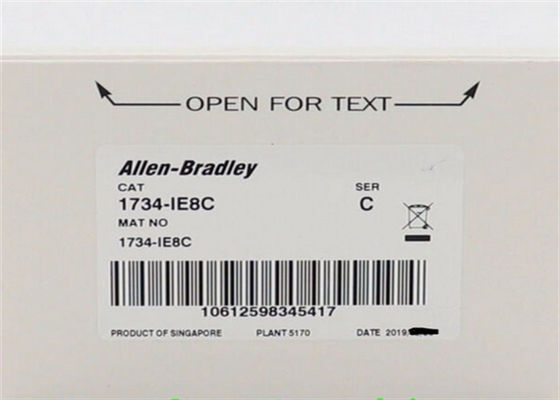 OPEN FOR TEXT
Allen-Bradley
CAT SER
1734-IE8C C
MAT NO
1734-IE8C
10612598345417
PRODUCT OF SINGAPORE PLANT 5170 DATE 2019